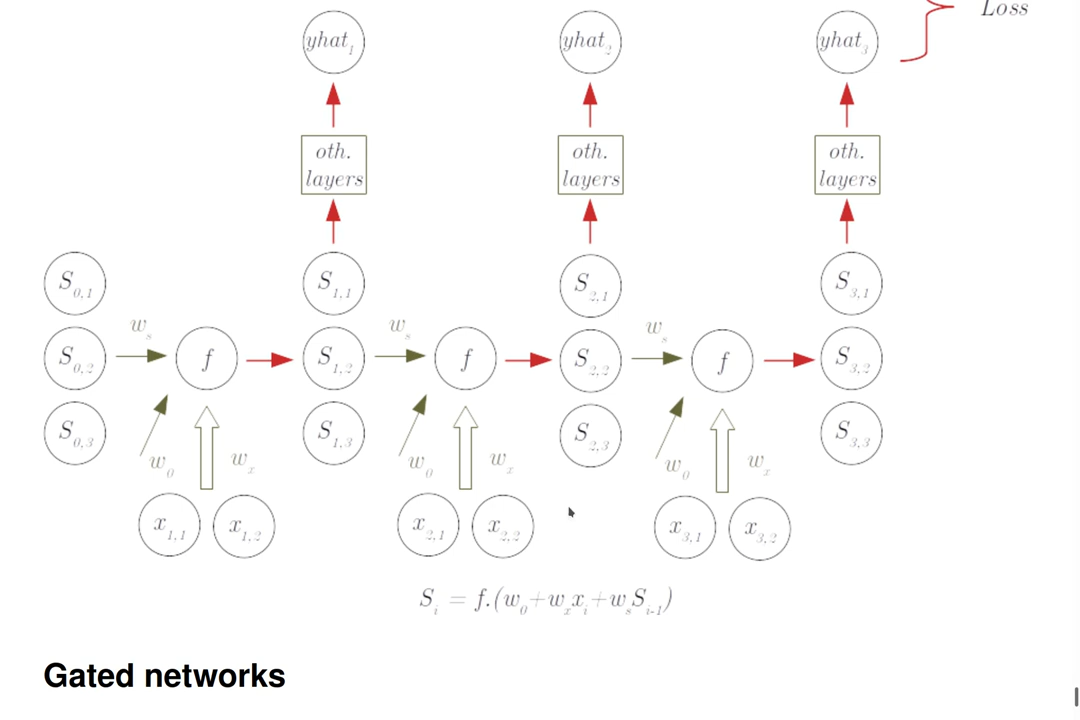 Loss
yhat₁ yhat₂ yhat₃
oth. oth. oth.
layers layers layers
S₀,₁ S₁,₁ S₂,₁ S₃,₁
wₛ wₛ wₛ
S₀,₂ f S₁,₂ f S₂,₂ f S₃,₂
S₀,₃ S₁,₃ S₂,₃ S₃,₃
w₀ wₓ w₀ wₓ w₀ wₓ
x₁,₁ x₁,₂ x₂,₁ x₂,₂ x₃,₁ x₃,₂
Sᵢ = f.(w₀+wₓxᵢ+wₛSᵢ₋₁)
Gated networks